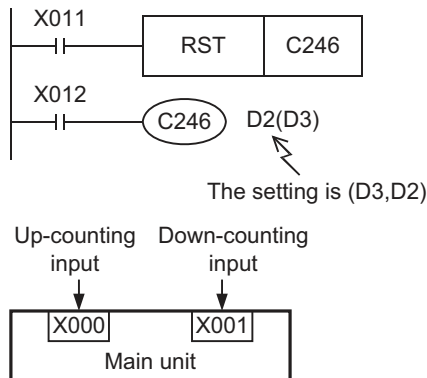 X011
RST C246
X012
C246 D2(D3)
The setting is (D3,D2)
Up-counting Down-counting
input input
X000 X001
Main unit